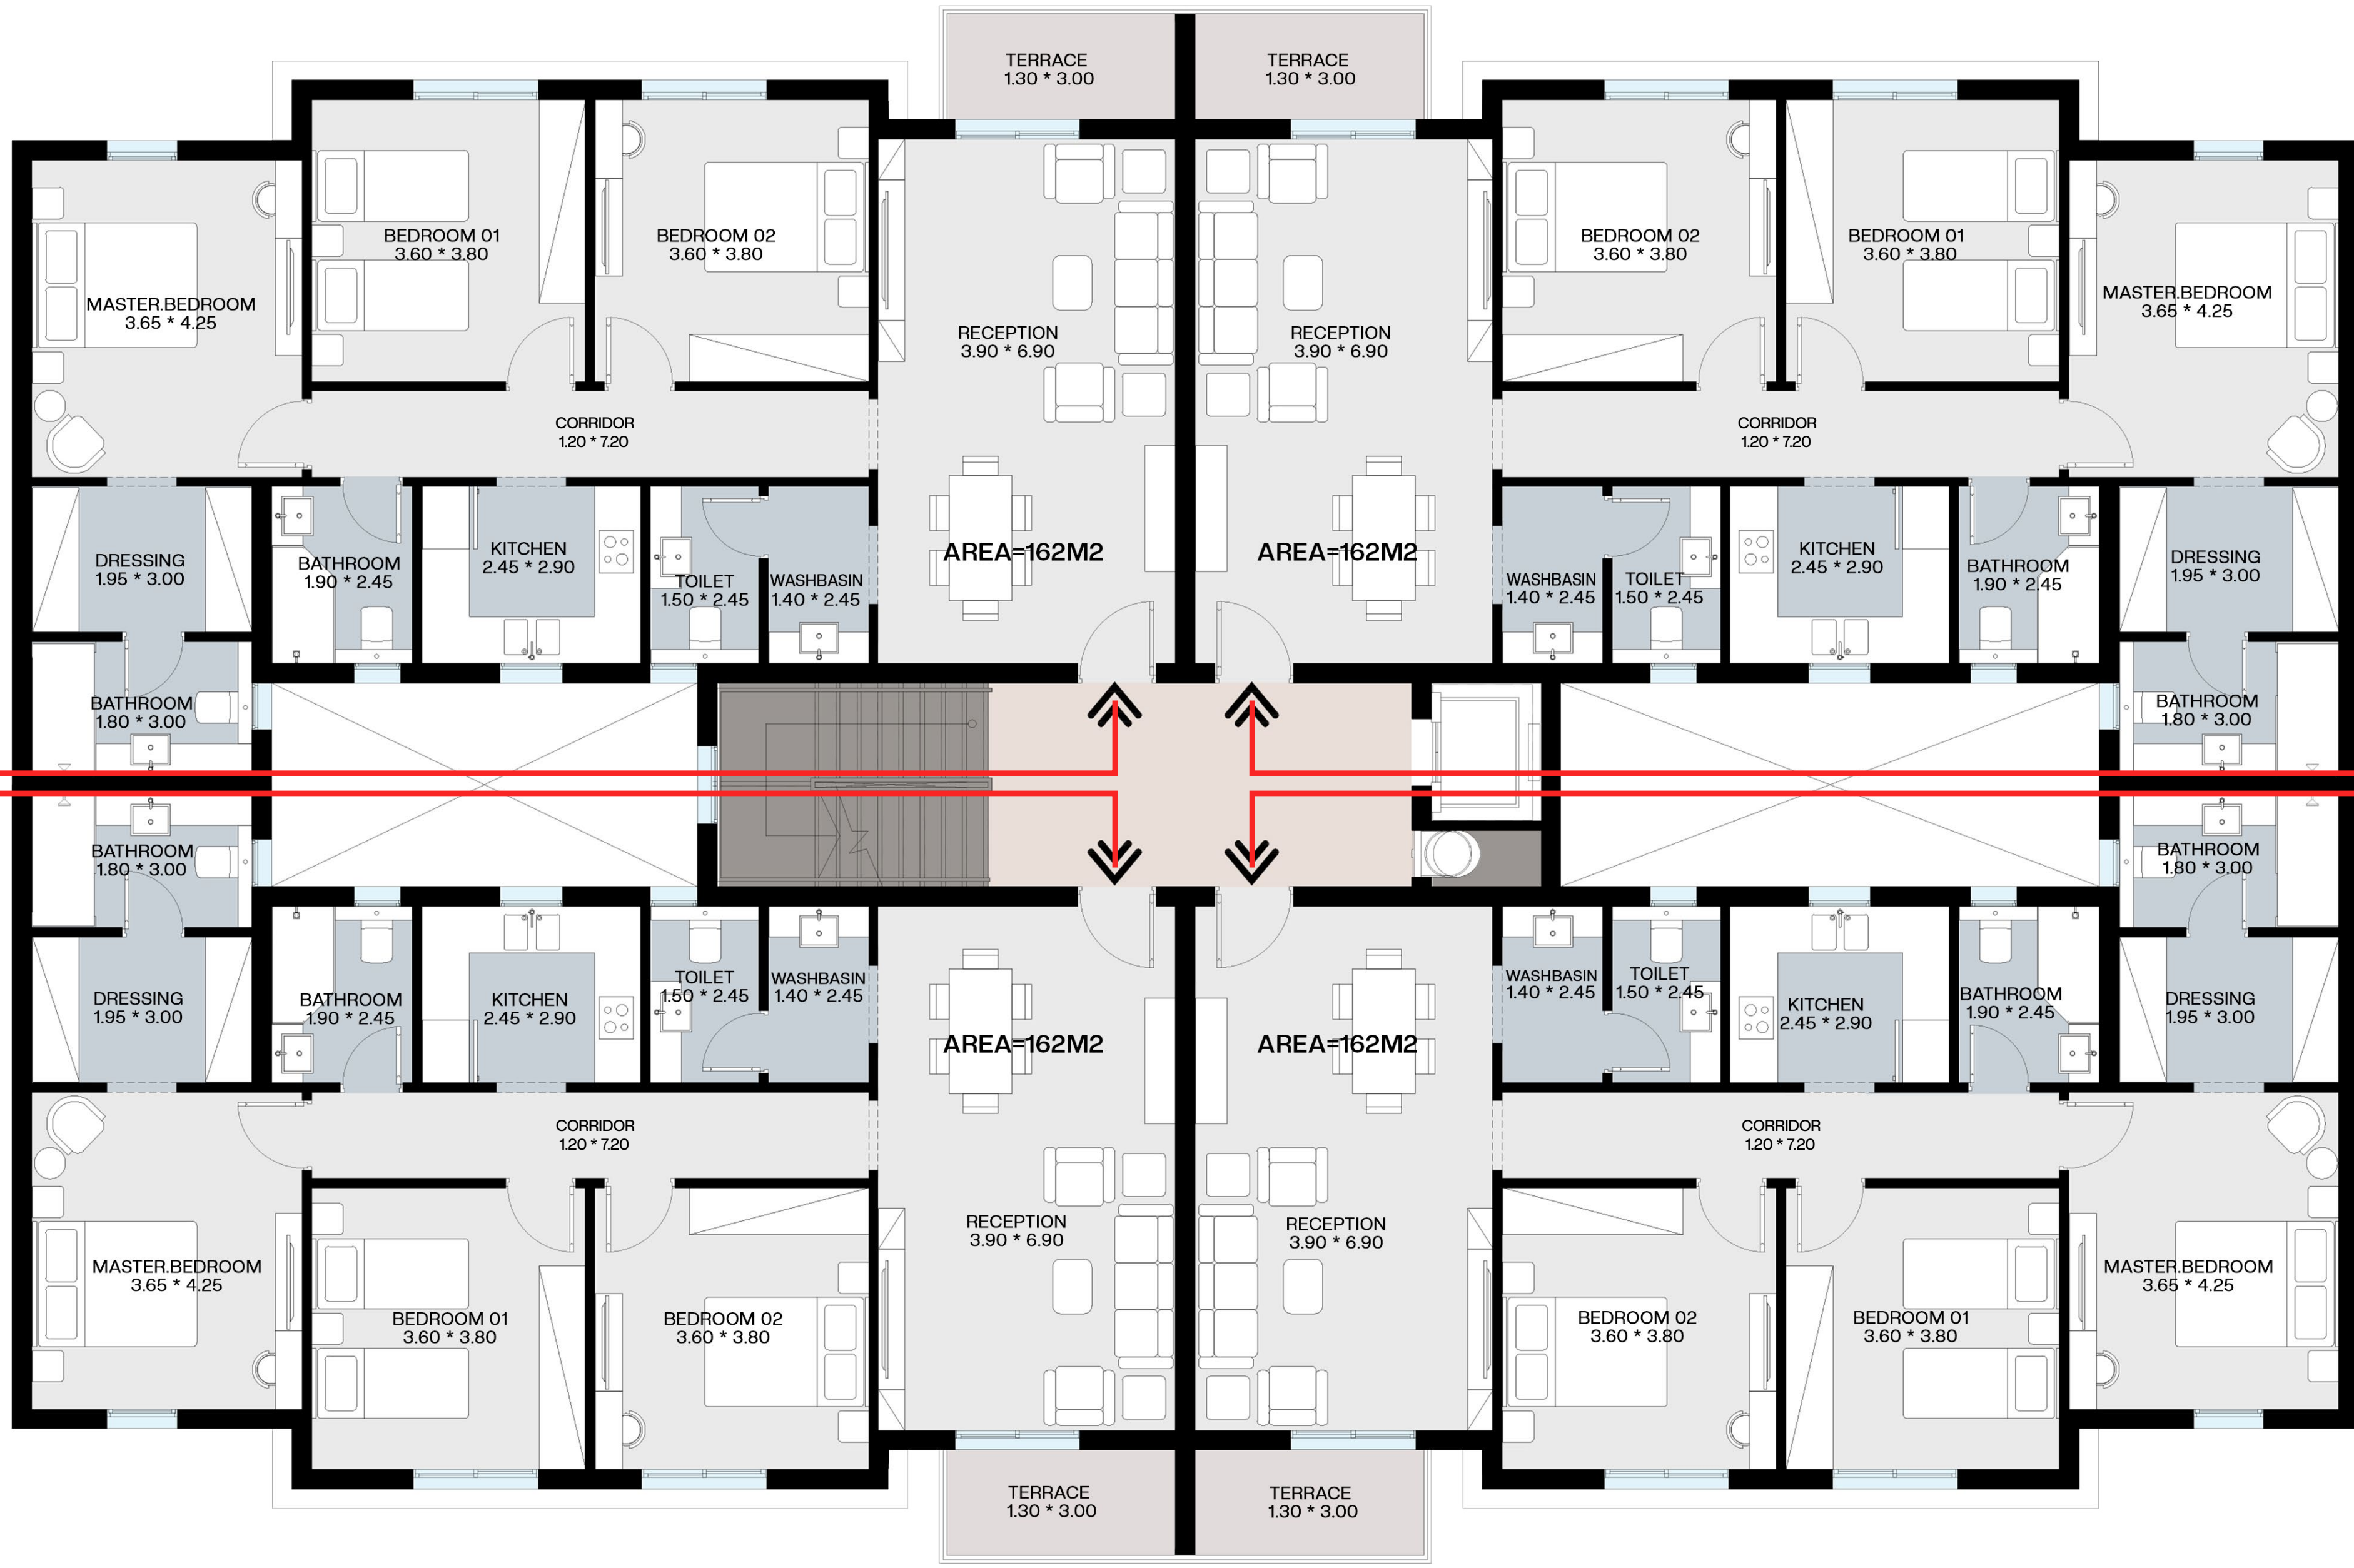 TERRACE
1.30 * 3.00
TERRACE
1.30 * 3.00
BEDROOM 01
3.60 * 3.80
BEDROOM 02
3.60 * 3.80
BEDROOM 02
3.60 * 3.80
BEDROOM 01
3.60 * 3.80
MASTER.BEDROOM
3.65 * 4.25
MASTER.BEDROOM
3.65 * 4.25
RECEPTION
3.90 * 6.90
RECEPTION
3.90 * 6.90
CORRIDOR
1.20 * 7.20
CORRIDOR
1.20 * 7.20
DRESSING
1.95 * 3.00
BATHROOM
1.90 * 2.45
KITCHEN
2.45 * 2.90
TOILET
1.50 * 2.45
WASHBASIN
1.40 * 2.45
AREA=162M2
AREA=162M2
WASHBASIN
1.40 * 2.45
TOILET
1.50 * 2.45
KITCHEN
2.45 * 2.90
BATHROOM
1.90 * 2.45
DRESSING
1.95 * 3.00
BATHROOM
1.80 * 3.00
BATHROOM
1.80 * 3.00
BATHROOM
1.80 * 3.00
BATHROOM
1.80 * 3.00
DRESSING
1.95 * 3.00
BATHROOM
1.90 * 2.45
KITCHEN
2.45 * 2.90
TOILET
1.50 * 2.45
WASHBASIN
1.40 * 2.45
AREA=162M2
AREA=162M2
WASHBASIN
1.40 * 2.45
TOILET
1.50 * 2.45
KITCHEN
2.45 * 2.90
BATHROOM
1.90 * 2.45
DRESSING
1.95 * 3.00
CORRIDOR
1.20 * 7.20
CORRIDOR
1.20 * 7.20
MASTER.BEDROOM
3.65 * 4.25
BEDROOM 01
3.60 * 3.80
BEDROOM 02
3.60 * 3.80
RECEPTION
3.90 * 6.90
RECEPTION
3.90 * 6.90
BEDROOM 02
3.60 * 3.80
BEDROOM 01
3.60 * 3.80
MASTER.BEDROOM
3.65 * 4.25
TERRACE
1.30 * 3.00
TERRACE
1.30 * 3.00